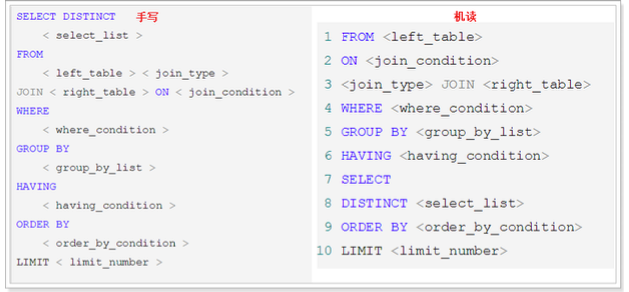 SELECT DISTINCT 手写
< select_list >
FROM
< left_table > < join_type >
JOIN < right_table > ON < join_condition >
WHERE
< where_condition >
GROUP BY
< group_by_list >
HAVING
< having_condition >
ORDER BY
< order_by_condition >
LIMIT < limit_number >
机读
1 FROM <left_table>
2 ON <join_condition>
3 <join_type> JOIN <right_table>
4 WHERE <where_condition>
5 GROUP BY <group_by_list>
6 HAVING <having_condition>
7 SELECT
8 DISTINCT <select_list>
9 ORDER BY <order_by_condition>
10 LIMIT <limit_number>